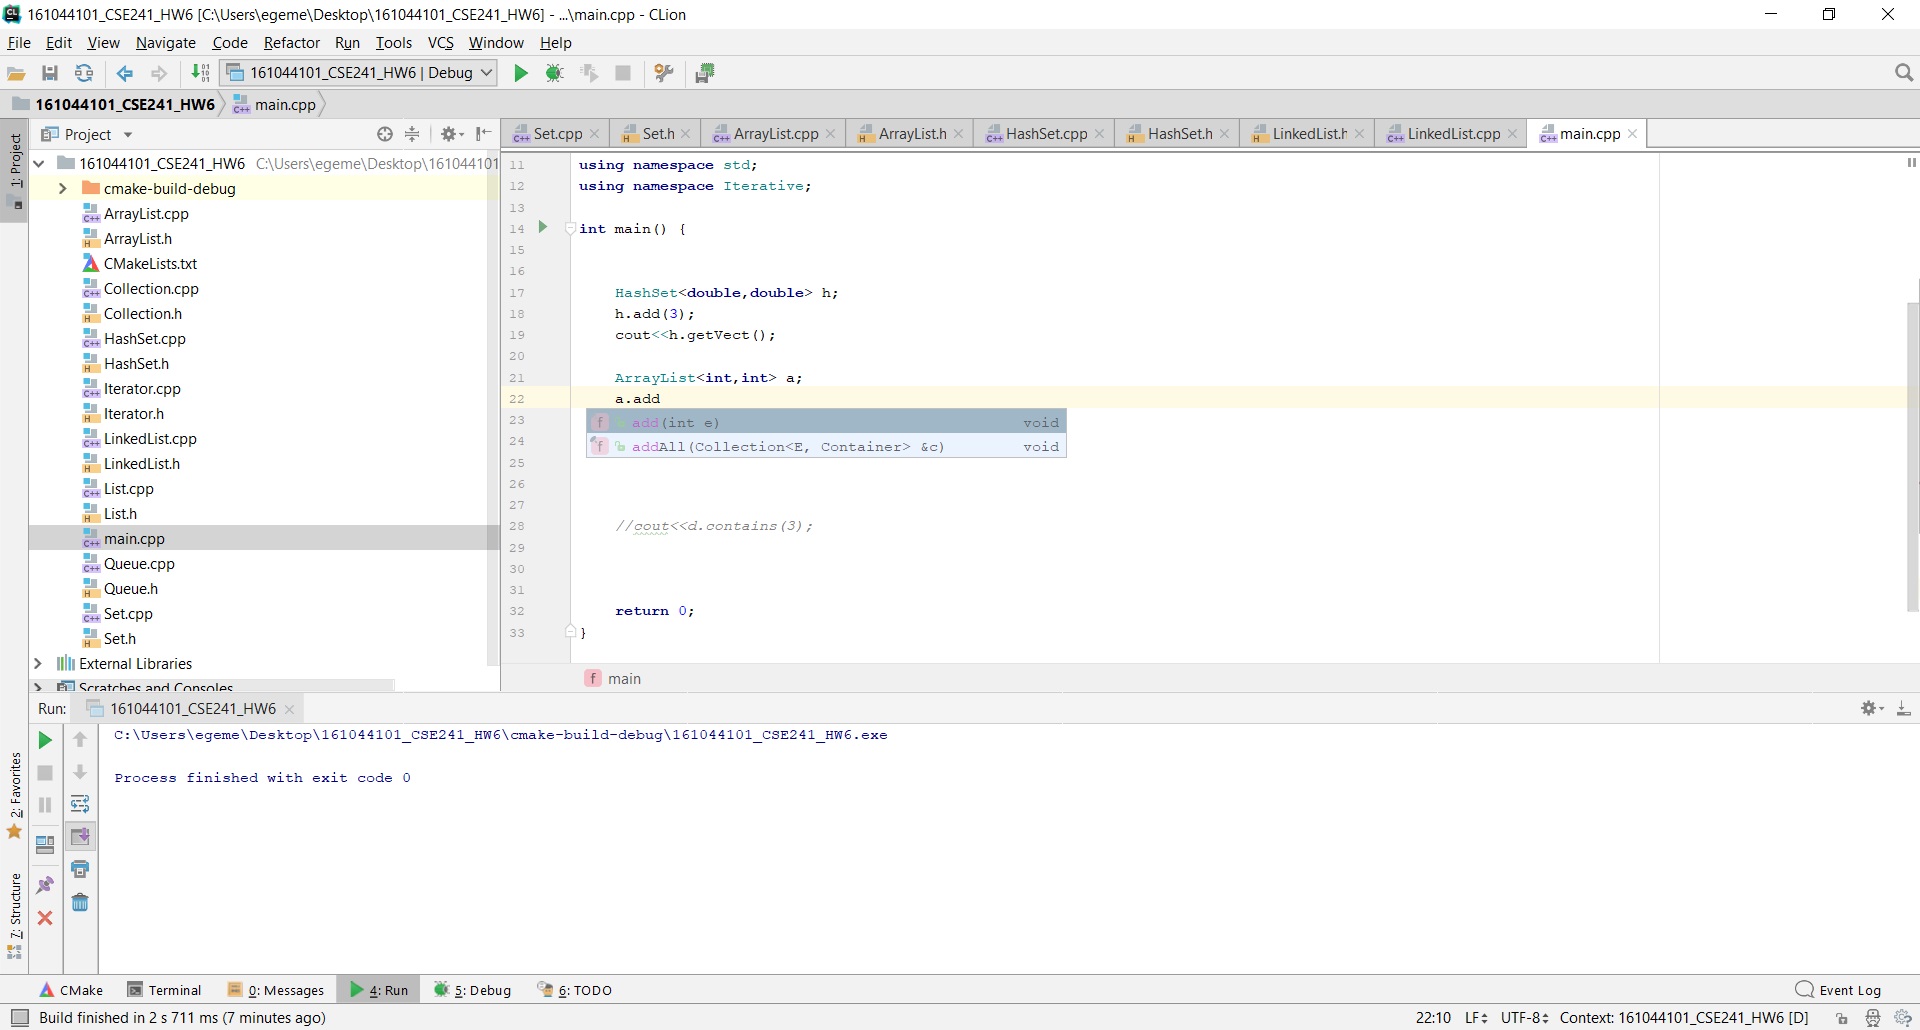 161044101_CSE241_HW6 [C:\Users\egeme\Desktop\161044101_CSE241_HW6] - ...\main.cpp - CLion
File Edit View Navigate Code Refactor Run Tools VCS Window Help
161044101_CSE241_HW6 | Debug
161044101_CSE241_HW6 main.cpp
1: Project
Project
161044101_CSE241_HW6 C:\Users\egeme\Desktop\161044101
cmake-build-debug
ArrayList.cpp
ArrayList.h
CMakeLists.txt
Collection.cpp
Collection.h
HashSet.cpp
HashSet.h
Iterator.cpp
Iterator.h
LinkedList.cpp
LinkedList.h
List.cpp
List.h
main.cpp
Queue.cpp
Queue.h
Set.cpp
Set.h
External Libraries
Scratches and Consoles
Set.cpp Set.h ArrayList.cpp ArrayList.h HashSet.cpp HashSet.h LinkedList.h LinkedList.cpp main.cpp
11 using namespace std;
12 using namespace Iterative;
13
14 int main() {
15
16
17 HashSet<double,double> h;
18 h.add(3);
19 cout<<h.getVect();
20
21 ArrayList<int,int> a;
22 a.add
23 add(int e) void
24 addAll(Collection<E, Container> &c) void
25
26
27
28 //cout<<d.contains(3);
29
30
31
32 return 0;
33 }
main
Run: 161044101_CSE241_HW6
C:\Users\egeme\Desktop\161044101_CSE241_HW6\cmake-build-debug\161044101_CSE241_HW6.exe
Process finished with exit code 0
2: Favorites
7: Structure
CMake Terminal 0: Messages 4: Run 5: Debug 6: TODO Event Log
Build finished in 2 s 711 ms (7 minutes ago) 22:10 LF UTF-8 Context: 161044101_CSE241_HW6 [D]